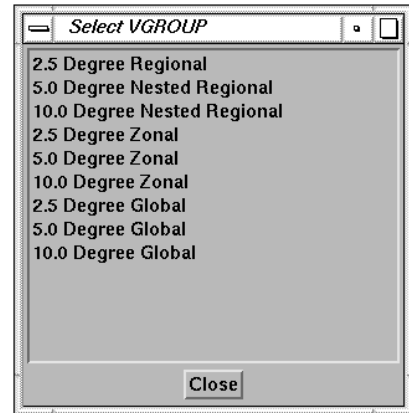 Select VGROUP
2.5 Degree Regional
5.0 Degree Nested Regional
10.0 Degree Nested Regional
2.5 Degree Zonal
5.0 Degree Zonal
10.0 Degree Zonal
2.5 Degree Global
5.0 Degree Global
10.0 Degree Global
Close